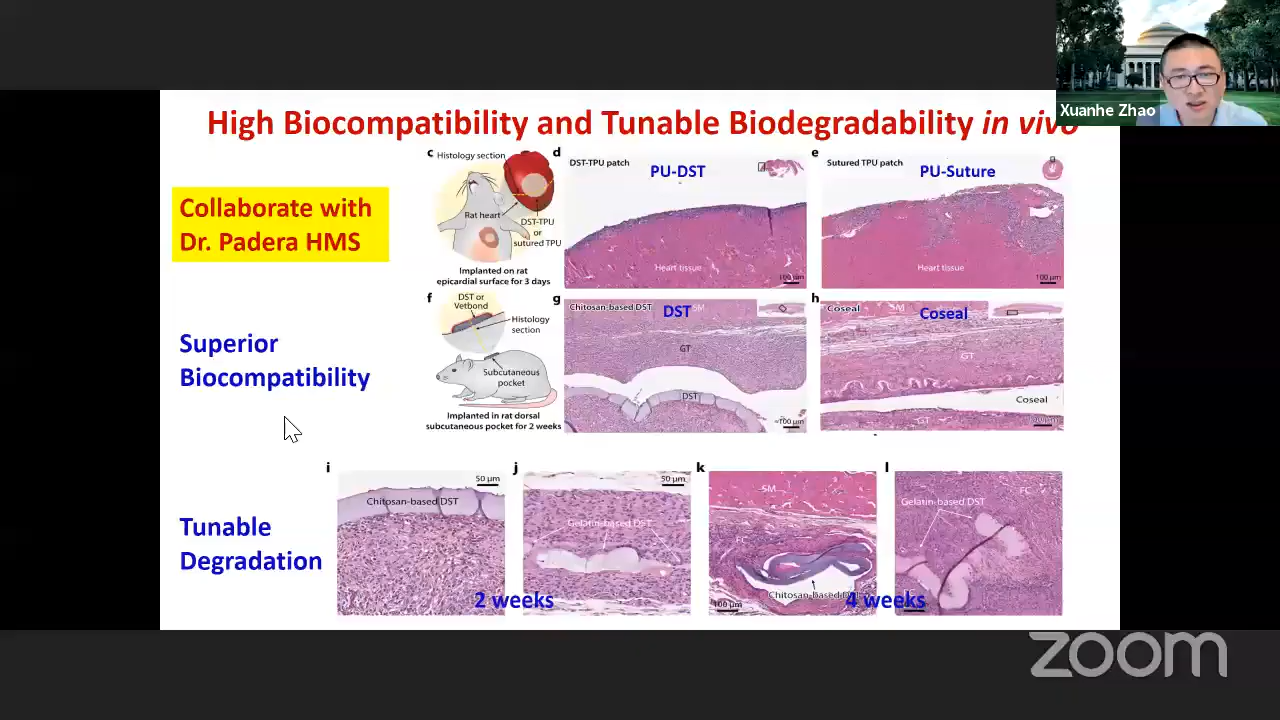 High Biocompatibility and Tunable Biodegradability in vivo
Xuanhe Zhao
Collaborate with
Dr. Padera HMS
c
Histology section
Rat heart
DST-TPU
or
sutured TPU
Implanted on rat
epicardial surface for 3 days
d
DST-TPU patch
PU-DST
Heart tissue
100 µm
e
Sutured TPU patch
PU-Suture
Heart tissue
100 µm
Superior
Biocompatibility
f
DST or
Vetbond
Histology
section
Subcutaneous
pocket
Implanted in rat dorsal
subcutaneous pocket for 2 weeks
g
Chitosan-based DST
DST
SM
GT
DST
100 µm
h
Coseal
SM
Coseal
GT
Coseal
GT
Tunable
Degradation
i
50 µm
Chitosan-based DST
j
50 µm
Gelatin-based DST
2 weeks
k
SM
FC
Chitosan-based
100 µm
l
Gelatin-based DST
FC
4 weeks
zoom